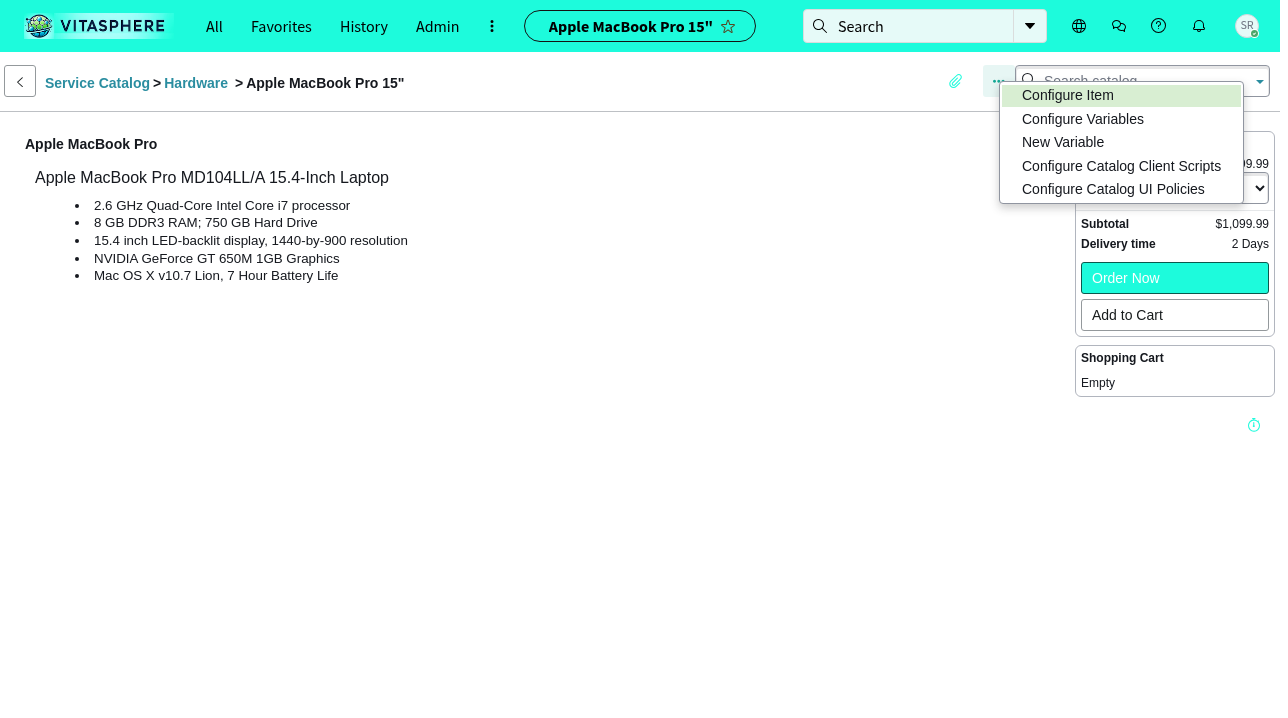 VITASPHERE All Favorites History Admin Apple MacBook Pro 15" Search SR
Service Catalog > Hardware > Apple MacBook Pro 15" Search catalog
Configure Item
Configure Variables
New Variable
Configure Catalog Client Scripts
Configure Catalog UI Policies
Apple MacBook Pro
Apple MacBook Pro MD104LL/A 15.4-Inch Laptop
2.6 GHz Quad-Core Intel Core i7 processor
8 GB DDR3 RAM; 750 GB Hard Drive
15.4 inch LED-backlit display, 1440-by-900 resolution
NVIDIA GeForce GT 650M 1GB Graphics
Mac OS X v10.7 Lion, 7 Hour Battery Life
Subtotal $1,099.99
Delivery time 2 Days
Order Now
Add to Cart
Shopping Cart
Empty